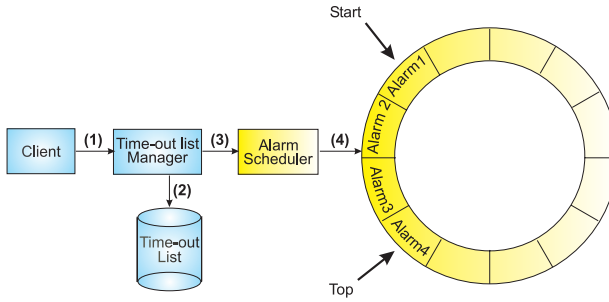 Start
Alarm1
Alarm 2
Alarm3
Alarm4
Top
Client
(1)
Time-out list
Manager
(2)
Time-out
List
(3)
Alarm
Scheduler
(4)